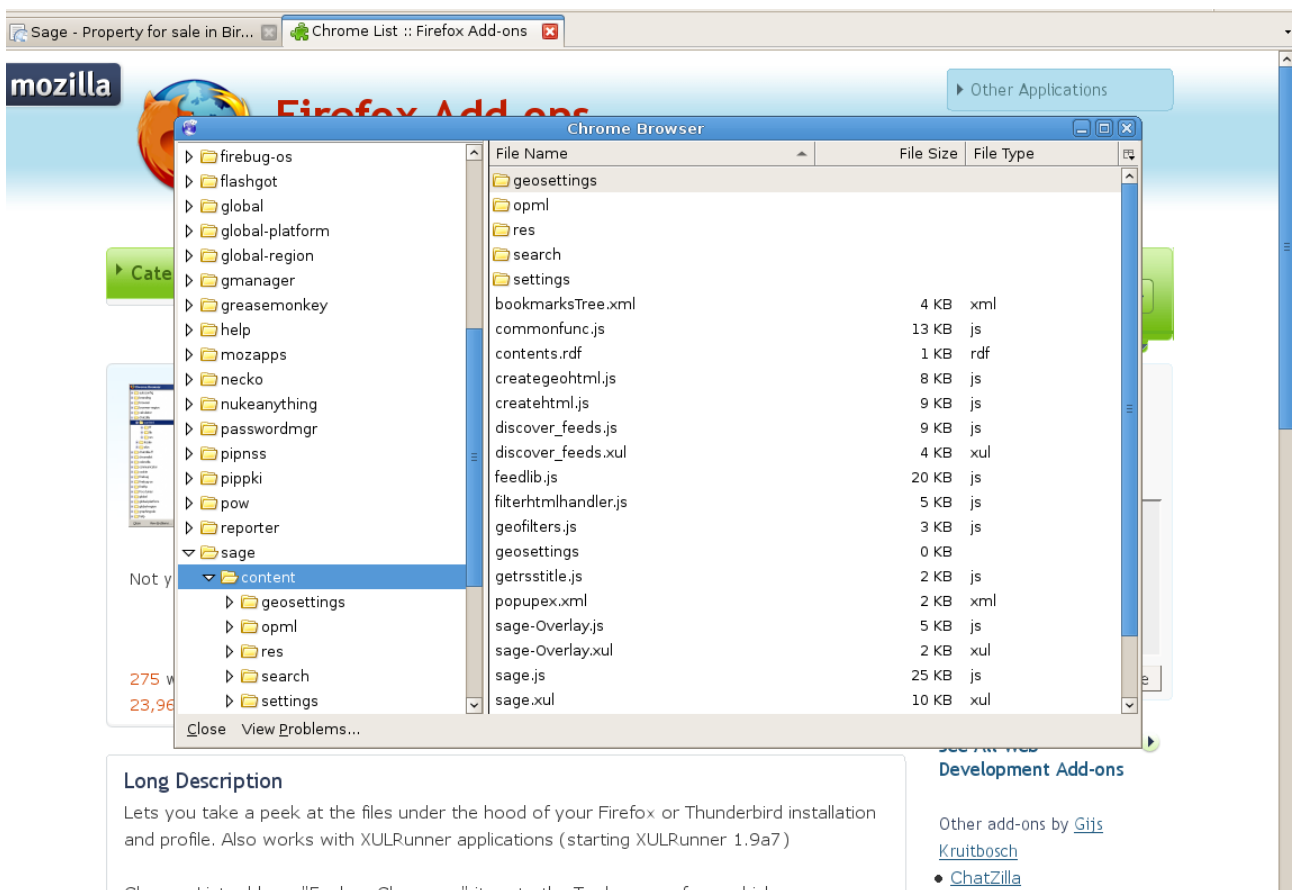 Sage - Property for sale in Bir...
Chrome List :: Firefox Add-ons
mozilla
Other Applications
Firefox Add-ons
Chrome Browser
firebug-os
flashgot
global
global-platform
global-region
gmanager
greasemonkey
help
mozapps
necko
nukeanything
passwordmgr
pipnss
pippki
pow
reporter
sage
content
geosettings
opml
res
search
settings
File Name File Size File Type
geosettings
opml
res
search
settings
bookmarksTree.xml 4 KB xml
commonfunc.js 13 KB js
contents.rdf 1 KB rdf
creategeohtml.js 8 KB js
createhtml.js 9 KB js
discover_feeds.js 9 KB js
discover_feeds.xul 4 KB xul
feedlib.js 20 KB js
filterhtmlhandler.js 5 KB js
geofilters.js 3 KB js
geosettings 0 KB
getrsstitle.js 2 KB js
popupex.xml 2 KB xml
sage-Overlay.js 5 KB js
sage-Overlay.xul 2 KB xul
sage.js 25 KB js
sage.xul 10 KB xul
Close View Problems...
Cate
Not y
275 w
23,96
See All Web
Development Add-ons
Long Description
Lets you take a peek at the files under the hood of your Firefox or Thunderbird installation
and profile. Also works with XULRunner applications (starting XULRunner 1.9a7)
Other add-ons by Gijs
Kruitbosch
ChatZilla